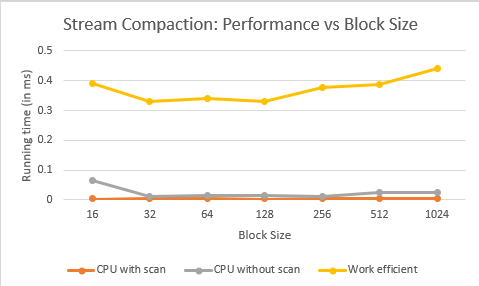 Stream Compaction: Performance vs Block Size
0.5
0.4
0.3
0.2
0.1
0
Running time (in ms)
16 32 64 128 256 512 1024
Block Size
CPU with scan CPU without scan Work efficient